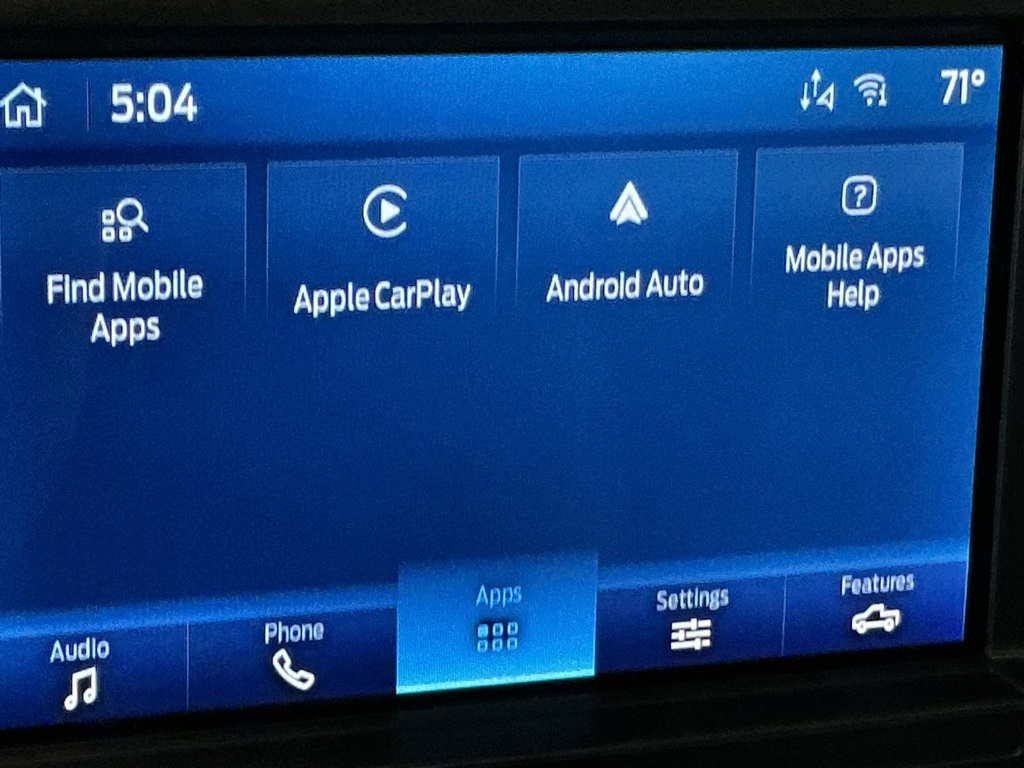 5:04
71°
Find Mobile
Apps
Apple CarPlay
Android Auto
?
Mobile Apps
Help
Audio
Phone
Apps
Settings
Features